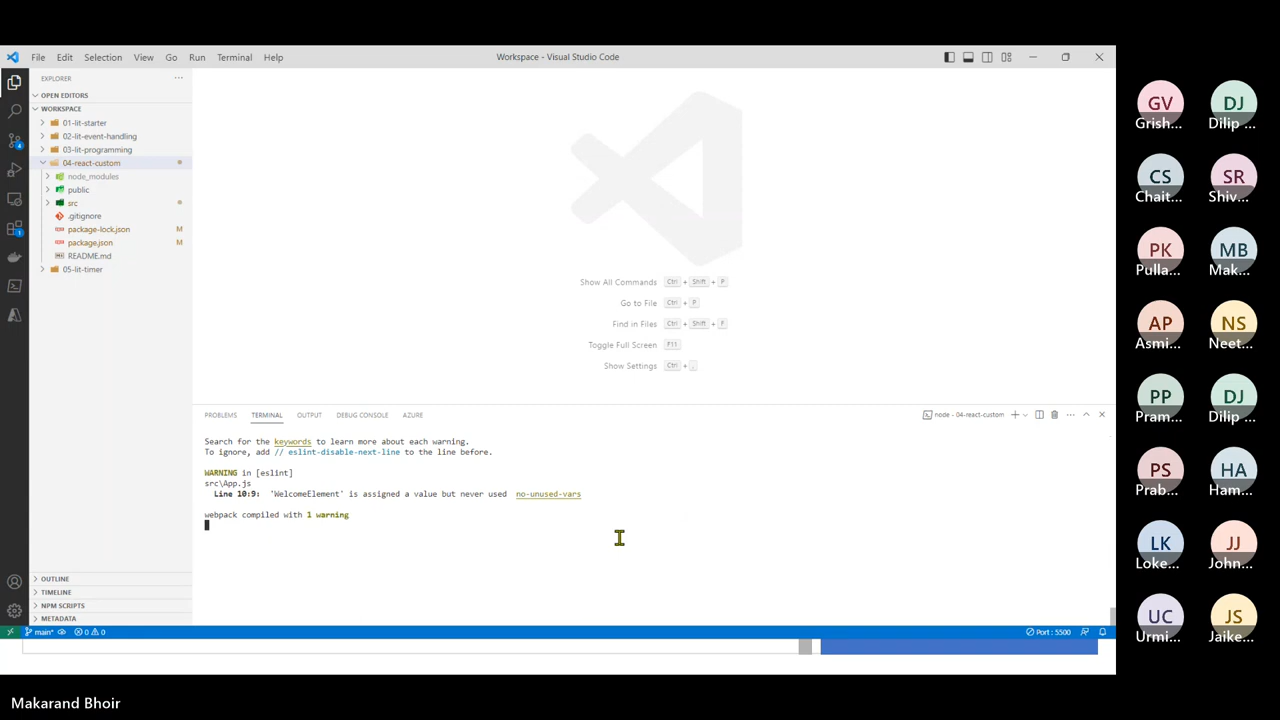 File Edit Selection View Go Run Terminal Help
Workspace - Visual Studio Code
EXPLORER
OPEN EDITORS
WORKSPACE
01-lit-starter
02-lit-event-handling
03-lit-programming
04-react-custom
node_modules
public
src
.gitignore
package-lock.json M
package.json M
README.md
05-lit-timer
OUTLINE
TIMELINE
NPM SCRIPTS
METADATA
Show All Commands Ctrl + Shift + P
Go to File Ctrl + P
Find in Files Ctrl + Shift + F
Toggle Full Screen F11
Show Settings Ctrl + ,
PROBLEMS TERMINAL OUTPUT DEBUG CONSOLE AZURE
node - 04-react-custom
Search for the keywords to learn more about each warning.
To ignore, add // eslint-disable-next-line to the line before.
WARNING in [eslint]
src\App.js
Line 10:9: 'WelcomeElement' is assigned a value but never used no-unused-vars
webpack compiled with 1 warning
main* 0 0
Port : 5500
GV DJ
Grish... Dilip ...
CS SR
Chait... Shiv...
PK MB
Pulla... Mak...
AP NS
Asmi... Neet...
PP DJ
Pram... Dilip ...
PS HA
Prab... Ham...
LK JJ
Loke... John...
UC JS
Urmi... Jaike...
Makarand Bhoir